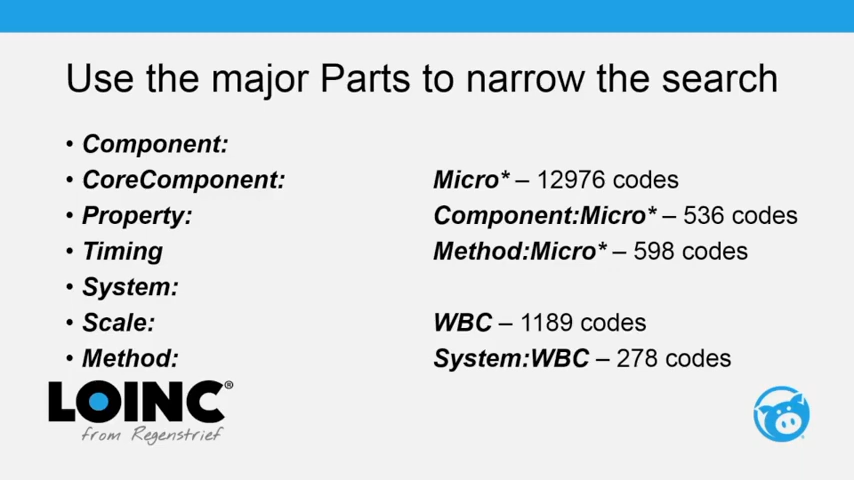 Use the major Parts to narrow the search
• Component:
• CoreComponent:
• Property:
• Timing
• System:
• Scale:
• Method:
Micro* – 12976 codes
Component:Micro* – 536 codes
Method:Micro* – 598 codes
WBC – 1189 codes
System:WBC – 278 codes
LOINC®
from Regenstrief